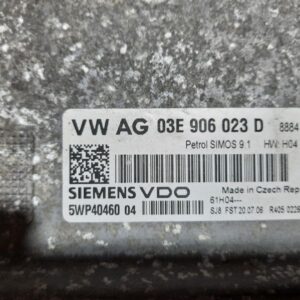 VW AG 03E 906 023 D 8884
Petrol SIMOS 9.1 HW: H04
SIEMENS VDO Made in Czech Rep
5WP40460 04 61H04---
SJ8 FST 20.07.06 R405